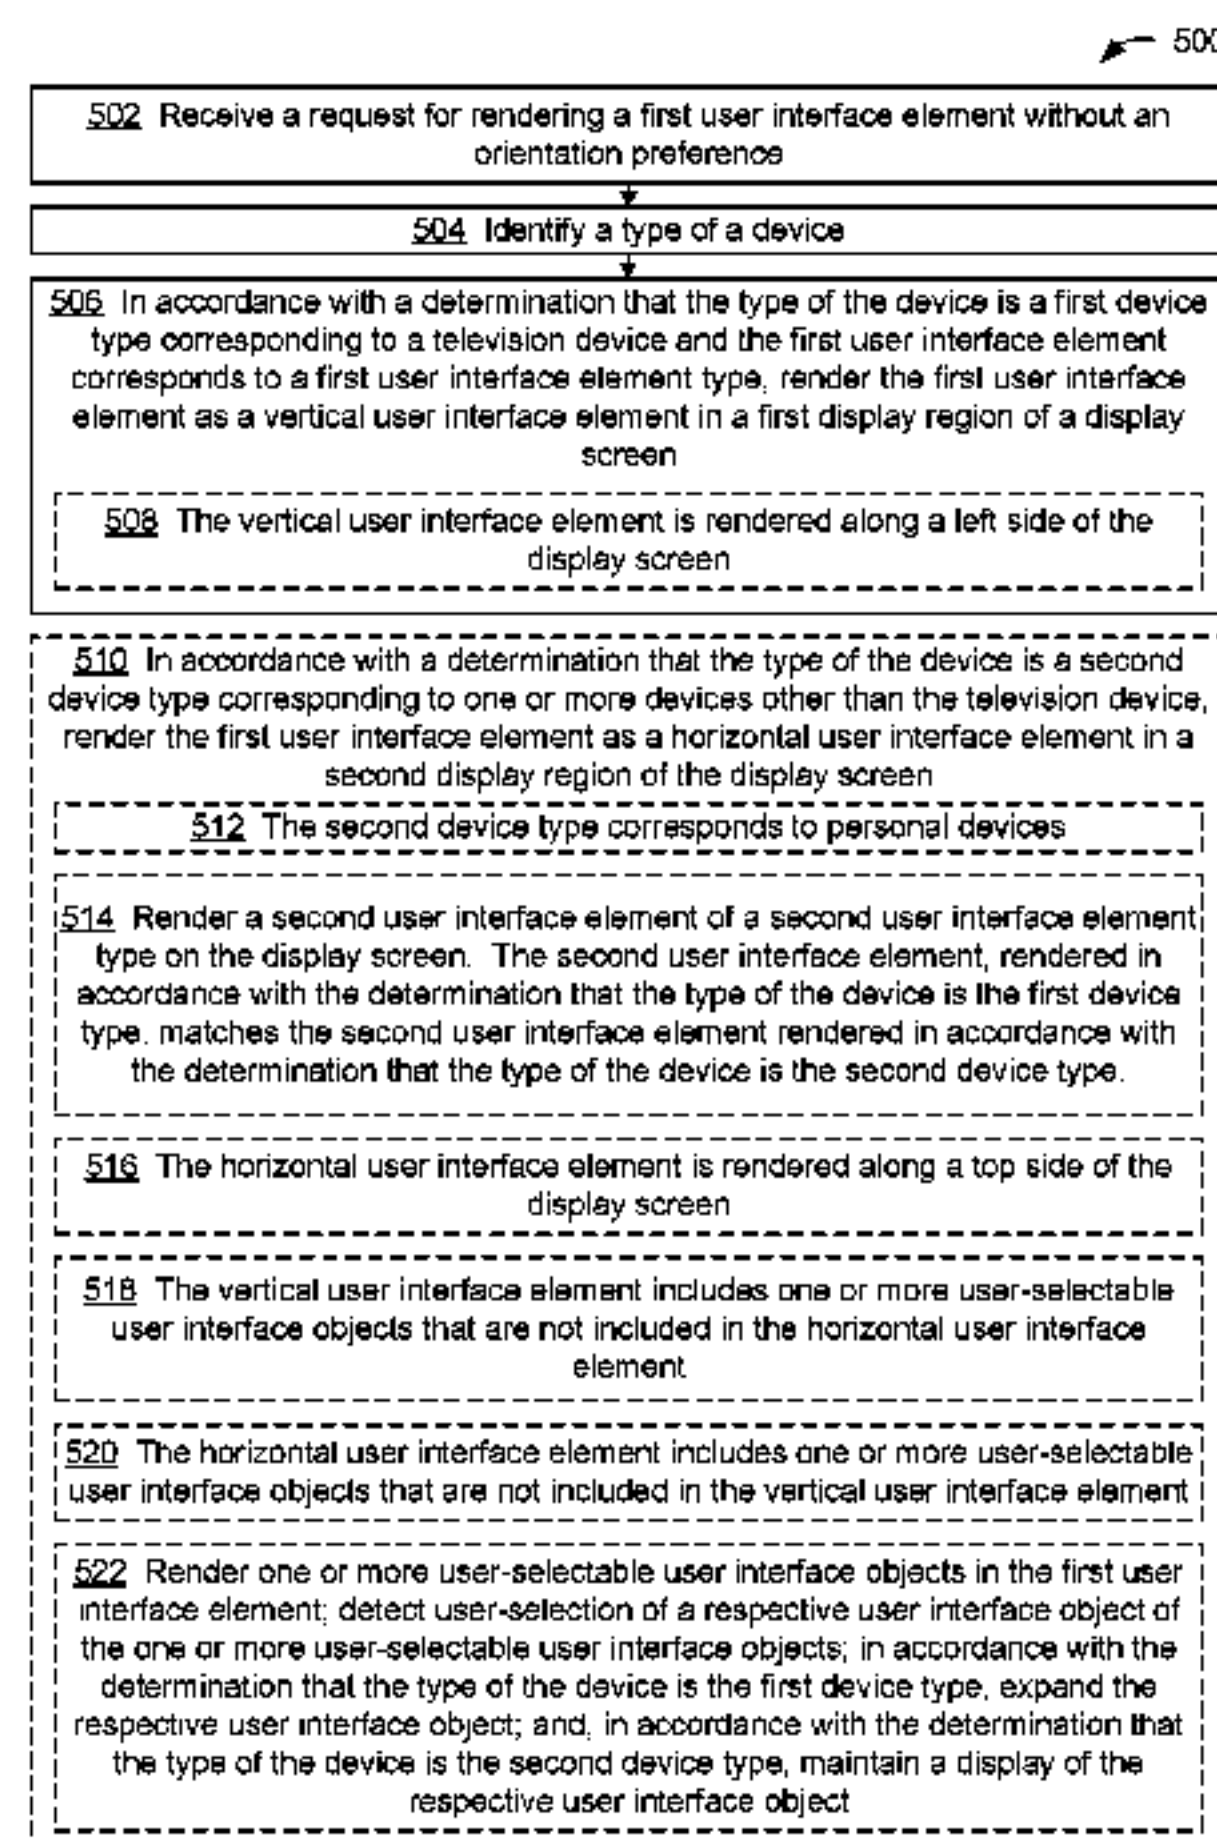 500
502 Receive a request for rendering a first user interface element without an
orientation preference
504 Identify a type of a device
506 In accordance with a determination that the type of the device is a first device
type corresponding to a television device and the first user interface element
corresponds to a first user interface element type, render the first user interface
element as a vertical user interface element in a first display region of a display
screen
508 The vertical user interface element is rendered along a left side of the
display screen
510 In accordance with a determination that the type of the device is a second
device type corresponding to one or more devices other than the television device,
render the first user interface element as a horizontal user interface element in a
second display region of the display screen
512 The second device type corresponds to personal devices
514 Render a second user interface element of a second user interface element
type on the display screen. The second user interface element, rendered in
accordance with the determination that the type of the device is the first device
type, matches the second user interface element rendered in accordance with
the determination that the type of the device is the second device type.
516 The horizontal user interface element is rendered along a top side of the
display screen
518 The vertical user interface element includes one or more user-selectable
user interface objects that are not included in the horizontal user interface
element
520 The horizontal user interface element includes one or more user-selectable
user interface objects that are not included in the vertical user interface element
522 Render one or more user-selectable user interface objects in the first user
interface element; detect user-selection of a respective user interface object of
the one or more user-selectable user interface objects; in accordance with the
determination that the type of the device is the first device type, expand the
respective user interface object; and, in accordance with the determination that
the type of the device is the second device type, maintain a display of the
respective user interface object